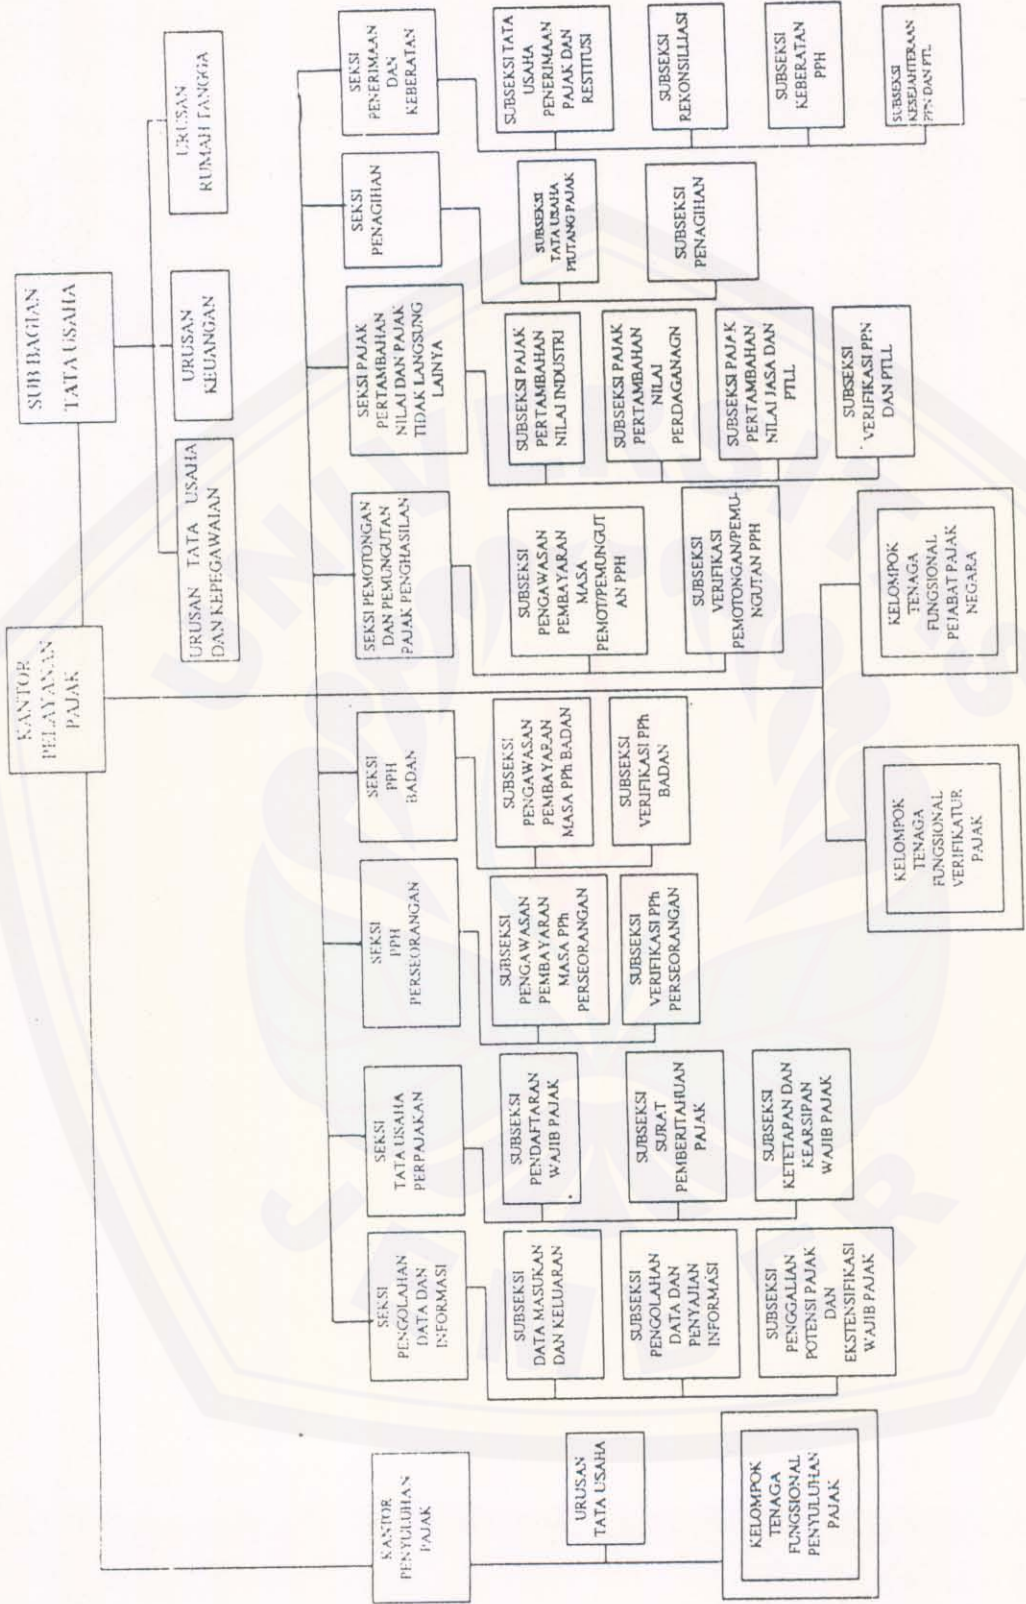 KANTOR
PELAYANAN
PAJAK
SUB BAGIAN
TATA USAHA
URUSAN TATA USAHA
DAN KEPEGAWAIAN
URUSAN
KEUANGAN
URUSAN
RUMAH TANGGA
KANTOR
PENYULUHAN
PAJAK
URUSAN
TATA USAHA
KELOMPOK
TENAGA
FUNGSIONAL
PENYULUHAN
PAJAK
SEKSI
PENGOLAHAN
DATA DAN
INFORMASI
SUBSEKSI
DATA MASUKAN
DAN KELUARAN
SUBSEKSI
PENGOLAHAN
DATA DAN
PENYAJIAN
INFORMASI
SUBSEKSI
PENGGALIAN
POTENSI PAJAK
DAN
EKSTENSIFIKASI
WAJIB PAJAK
SEKSI
TATA USAHA
PERPAJAKAN
SUBSEKSI
PENDAFTARAN
WAJIB PAJAK
SUBSEKSI
SURAT
PEMBERITAHUAN
PAJAK
SUBSEKSI
KETETAPAN DAN
KEARSIPAN
WAJIB PAJAK
SEKSI
PPH
PERSEORANGAN
SUBSEKSI
PENGAWASAN
PEMBAYARAN
MASA PPh
PERSEORANGAN
SUBSEKSI
VERIFIKASI PPh
PERSEORANGAN
SEKSI
PPH
BADAN
SUBSEKSI
PENGAWASAN
PEMBAYARAN
MASA PPh BADAN
SUBSEKSI
VERIFIKASI PPh
BADAN
SEKSI PEMOTONGAN
DAN PEMUNGUTAN
PAJAK PENGHASILAN
SUBSEKSI
PENGAWASAN
PEMBAYARAN
MASA
PEMOT/PEMUNGUT
AN PPH
SUBSEKSI
VERIFIKASI
PEMOTONGAN/PEMU-
NGUTAN PPH
SEKSI PAJAK
PERTAMBAHAN
NILAI DAN PAJAK
TIDAK LANGSUNG
LAINYA
SUBSEKSI PAJAK
PERTAMBAHAN
NILAI INDUSTRI
SUBSEKSI PAJAK
PERTAMBAHAN
NILAI
PERDAGANAGN
SUBSEKSI PAJAK
PERTAMBAHAN
NILAI JASA DAN
PTLL
SUBSEKSI
VERIFIKASI PPN
DAN PTLL
SEKSI
PENAGIHAN
SUBSEKSI
TATA USAHA
PIUTANG PAJAK
SUBSEKSI
PENAGIHAN
SEKSI
PENERIMAAN
DAN
KEBERATAN
SUBSEKSI TATA
USAHA
PENERIMAAN
PAJAK DAN
RESTITUSI
SUBSEKSI
REKONSILLIASI
SUBSEKSI
KEBERATAN
PPH
SUBSEKSI
KESEJAHTERAAN
PPN DAN PTL
KELOMPOK
TENAGA
FUNGSIONAL
VERIFIKATUR
PAJAK
KELOMPOK
TENAGA
FUNGSIONAL
PEJABAT PAJAK
NEGARA
UNIVERSITAS
JEMBER